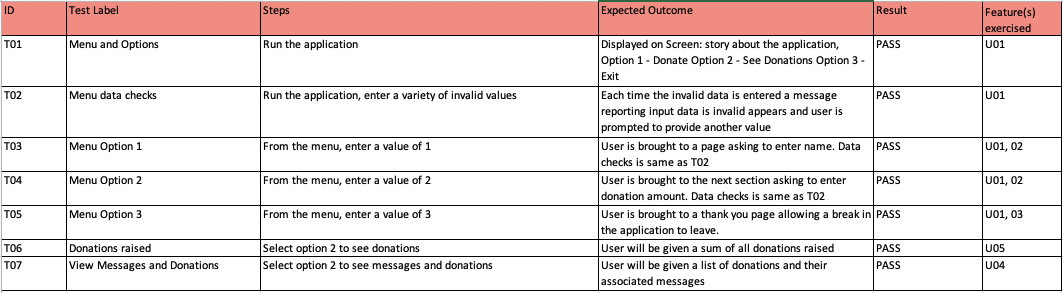 ID Test Label Steps Expected Outcome Result Feature(s)
exercised
T01 Menu and Options Run the application Displayed on Screen: story about the application, PASS U01
Option 1 - Donate Option 2 - See Donations Option 3 -
Exit
T02 Menu data checks Run the application, enter a variety of invalid values Each time the invalid data is entered a message PASS U01
reporting input data is invalid appears and user is
prompted to provide another value
T03 Menu Option 1 From the menu, enter a value of 1 User is brought to a page asking to enter name. Data PASS U01, 02
checks is same as T02
T04 Menu Option 2 From the menu, enter a value of 2 User is brought to the next section asking to enter PASS U01, 02
donation amount. Data checks is same as T02
T05 Menu Option 3 From the menu, enter a value of 3 User is brought to a thank you page allowing a break in PASS U01, 03
the application to leave.
T06 Donations raised Select option 2 to see donations User will be given a sum of all donations raised PASS U05
T07 View Messages and Donations Select option 2 to see messages and donations User will be given a list of donations and their PASS U04
associated messages